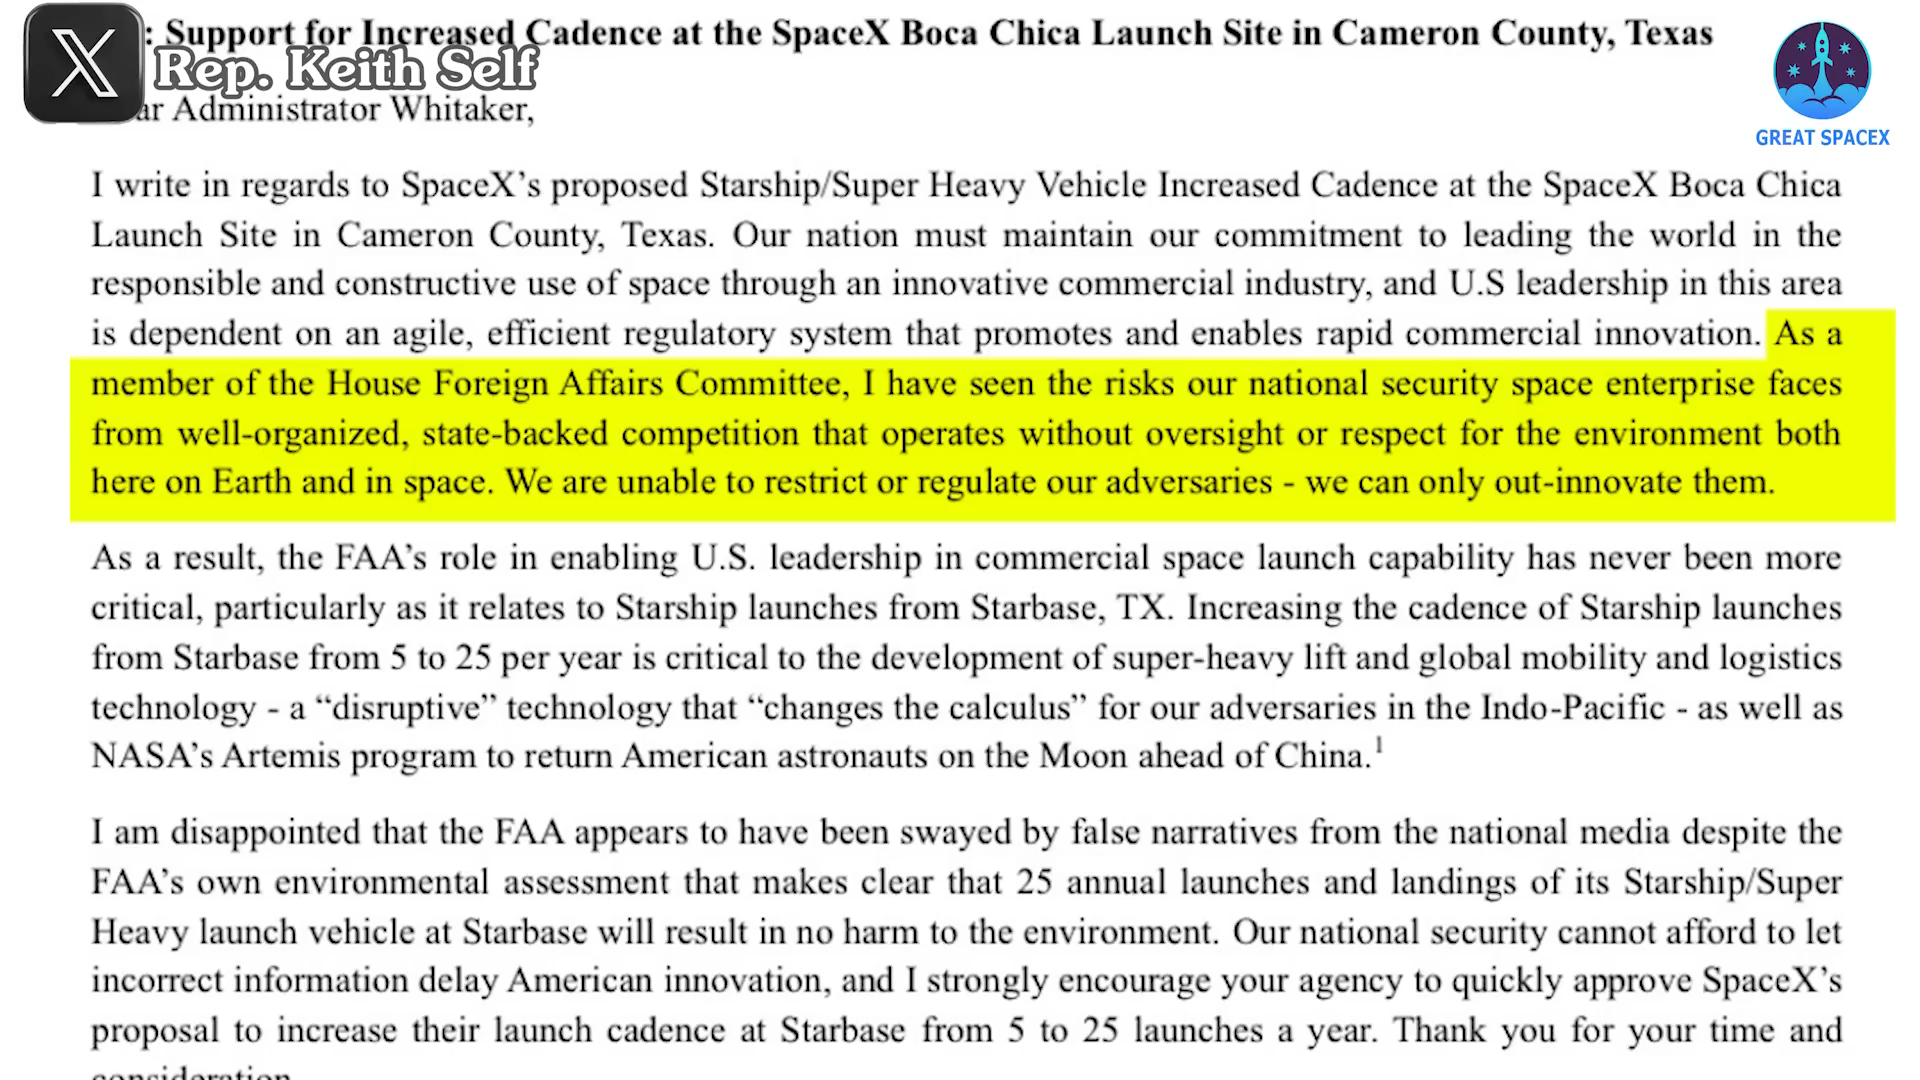 : Support for Increased Cadence at the SpaceX Boca Chica Launch Site in Cameron County, Texas
Rep. Keith Self
GREAT SPACEX
ar Administrator Whitaker,
I write in regards to SpaceX’s proposed Starship/Super Heavy Vehicle Increased Cadence at the SpaceX Boca Chica
Launch Site in Cameron County, Texas. Our nation must maintain our commitment to leading the world in the
responsible and constructive use of space through an innovative commercial industry, and U.S leadership in this area
is dependent on an agile, efficient regulatory system that promotes and enables rapid commercial innovation. As a
member of the House Foreign Affairs Committee, I have seen the risks our national security space enterprise faces
from well-organized, state-backed competition that operates without oversight or respect for the environment both
here on Earth and in space. We are unable to restrict or regulate our adversaries - we can only out-innovate them.
As a result, the FAA’s role in enabling U.S. leadership in commercial space launch capability has never been more
critical, particularly as it relates to Starship launches from Starbase, TX. Increasing the cadence of Starship launches
from Starbase from 5 to 25 per year is critical to the development of super-heavy lift and global mobility and logistics
technology - a “disruptive” technology that “changes the calculus” for our adversaries in the Indo-Pacific - as well as
NASA’s Artemis program to return American astronauts on the Moon ahead of China.1
I am disappointed that the FAA appears to have been swayed by false narratives from the national media despite the
FAA’s own environmental assessment that makes clear that 25 annual launches and landings of its Starship/Super
Heavy launch vehicle at Starbase will result in no harm to the environment. Our national security cannot afford to let
incorrect information delay American innovation, and I strongly encourage your agency to quickly approve SpaceX’s
proposal to increase their launch cadence at Starbase from 5 to 25 launches a year. Thank you for your time and
consideration